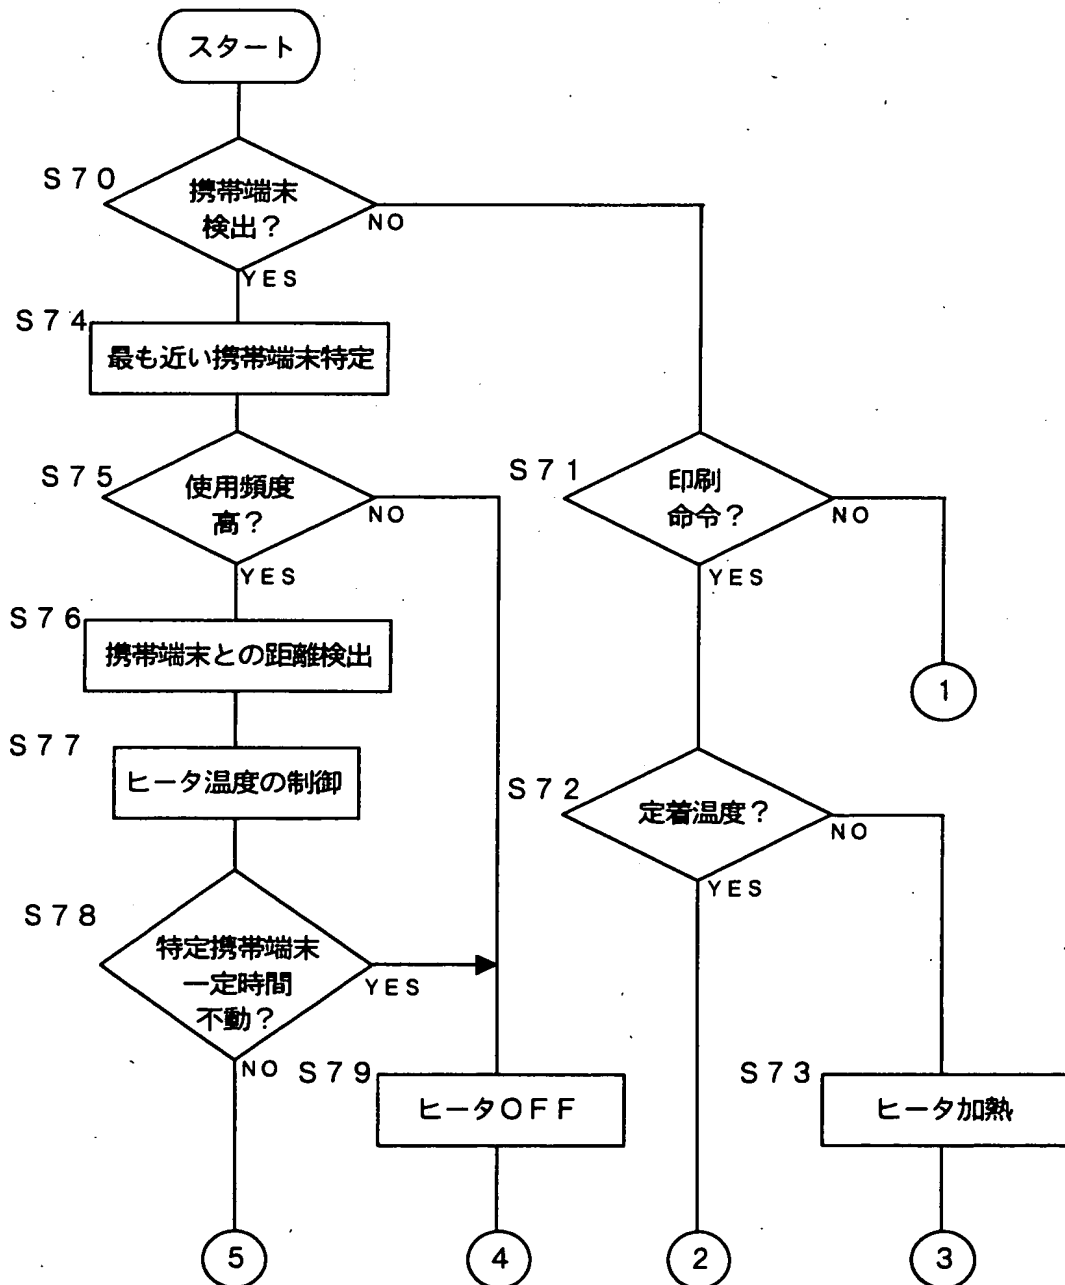 スタート
S70
携帯端末
検出?
NO
YES
S74
最も近い携帯端末特定
S75
使用頻度
高?
NO
YES
S71
印刷
命令?
NO
YES
S76
携帯端末との距離検出
1
S77
ヒータ温度の制御
S72
定着温度?
NO
YES
S78
特定携帯端末
一定時間
不動?
YES
NO
S79
ヒータOFF
S73
ヒータ加熱
5
4
2
3